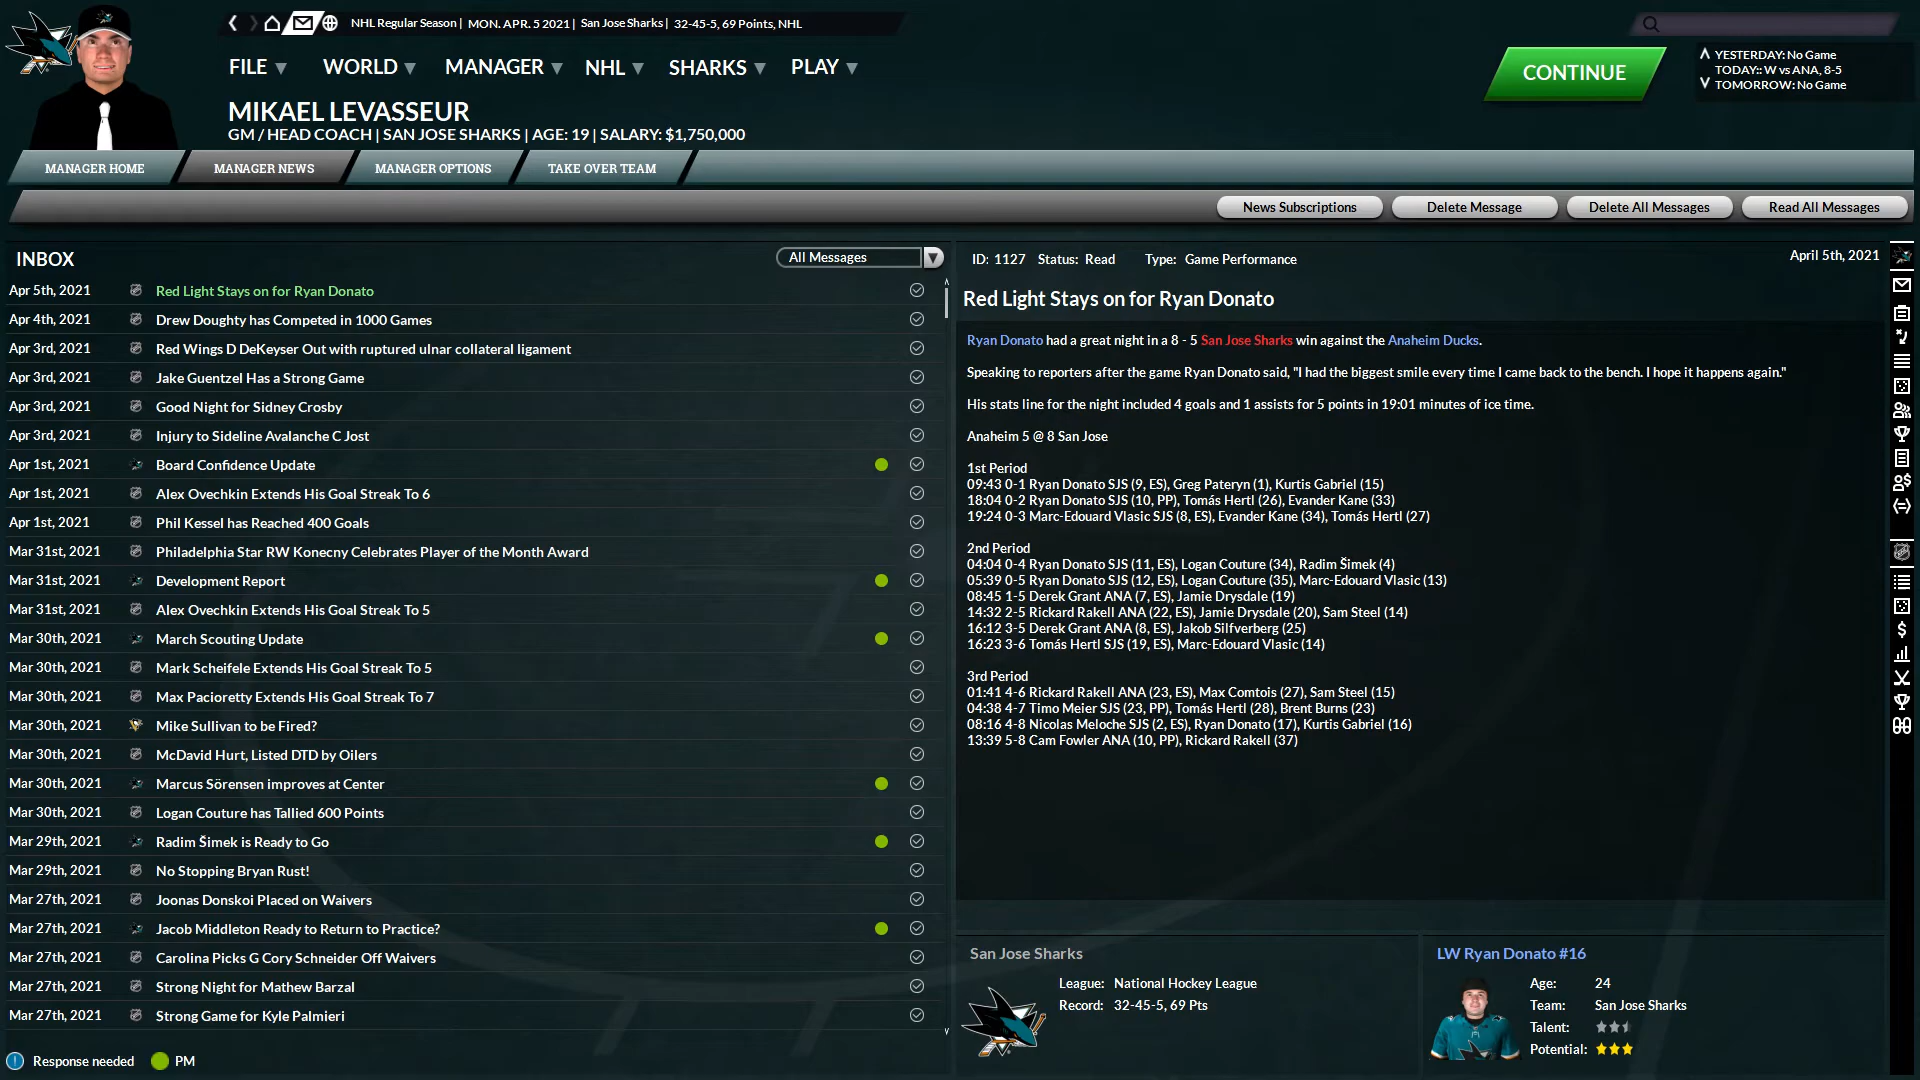 NHL Regular Season | MON. APR. 5 2021 | San Jose Sharks | 32-45-5, 69 Points, NHL
FILE WORLD MANAGER NHL SHARKS PLAY
CONTINUE
YESTERDAY: No Game
TODAY:: W vs ANA, 8-5
TOMORROW: No Game
MIKAEL LEVASSEUR
GM / HEAD COACH | SAN JOSE SHARKS | AGE: 19 | SALARY: $1,750,000
MANAGER HOME MANAGER NEWS MANAGER OPTIONS TAKE OVER TEAM
News Subscriptions Delete Message Delete All Messages Read All Messages
INBOX All Messages
Apr 5th, 2021 Red Light Stays on for Ryan Donato
Apr 4th, 2021 Drew Doughty has Competed in 1000 Games
Apr 3rd, 2021 Red Wings D DeKeyser Out with ruptured ulnar collateral ligament
Apr 3rd, 2021 Jake Guentzel Has a Strong Game
Apr 3rd, 2021 Good Night for Sidney Crosby
Apr 3rd, 2021 Injury to Sideline Avalanche C Jost
Apr 1st, 2021 Board Confidence Update
Apr 1st, 2021 Alex Ovechkin Extends His Goal Streak To 6
Apr 1st, 2021 Phil Kessel has Reached 400 Goals
Mar 31st, 2021 Philadelphia Star RW Konecny Celebrates Player of the Month Award
Mar 31st, 2021 Development Report
Mar 31st, 2021 Alex Ovechkin Extends His Goal Streak To 5
Mar 30th, 2021 March Scouting Update
Mar 30th, 2021 Mark Scheifele Extends His Goal Streak To 5
Mar 30th, 2021 Max Pacioretty Extends His Goal Streak To 7
Mar 30th, 2021 Mike Sullivan to be Fired?
Mar 30th, 2021 McDavid Hurt, Listed DTD by Oilers
Mar 30th, 2021 Marcus Sörensen improves at Center
Mar 30th, 2021 Logan Couture has Tallied 600 Points
Mar 29th, 2021 Radim Šimek is Ready to Go
Mar 29th, 2021 No Stopping Bryan Rust!
Mar 27th, 2021 Joonas Donskoi Placed on Waivers
Mar 27th, 2021 Jacob Middleton Ready to Return to Practice?
Mar 27th, 2021 Carolina Picks G Cory Schneider Off Waivers
Mar 27th, 2021 Strong Night for Mathew Barzal
Mar 27th, 2021 Strong Game for Kyle Palmieri
Response needed PM
ID: 1127 Status: Read Type: Game Performance April 5th, 2021
Red Light Stays on for Ryan Donato
Ryan Donato had a great night in a 8 - 5 San Jose Sharks win against the Anaheim Ducks.
Speaking to reporters after the game Ryan Donato said, "I had the biggest smile every time I came back to the bench. I hope it happens again."
His stats line for the night included 4 goals and 1 assists for 5 points in 19:01 minutes of ice time.
Anaheim 5 @ 8 San Jose
1st Period
09:43 0-1 Ryan Donato SJS (9, ES), Greg Pateryn (1), Kurtis Gabriel (15)
18:04 0-2 Ryan Donato SJS (10, PP), Tomás Hertl (26), Evander Kane (33)
19:24 0-3 Marc-Edouard Vlasic SJS (8, ES), Evander Kane (34), Tomás Hertl (27)
2nd Period
04:04 0-4 Ryan Donato SJS (11, ES), Logan Couture (34), Radim Šimek (4)
05:39 0-5 Ryan Donato SJS (12, ES), Logan Couture (35), Marc-Edouard Vlasic (13)
08:45 1-5 Derek Grant ANA (7, ES), Jamie Drysdale (19)
14:32 2-5 Rickard Rakell ANA (22, ES), Jamie Drysdale (20), Sam Steel (14)
16:12 3-5 Derek Grant ANA (8, ES), Jakob Silfverberg (25)
16:23 3-6 Tomás Hertl SJS (19, ES), Marc-Edouard Vlasic (14)
3rd Period
01:41 4-6 Rickard Rakell ANA (23, ES), Max Comtois (27), Sam Steel (15)
04:38 4-7 Timo Meier SJS (23, PP), Tomás Hertl (28), Brent Burns (23)
08:16 4-8 Nicolas Meloche SJS (2, ES), Ryan Donato (17), Kurtis Gabriel (16)
13:39 5-8 Cam Fowler ANA (10, PP), Rickard Rakell (37)
San Jose Sharks
League: National Hockey League
Record: 32-45-5, 69 Pts
LW Ryan Donato #16
Age: 24
Team: San Jose Sharks
Talent:
Potential: